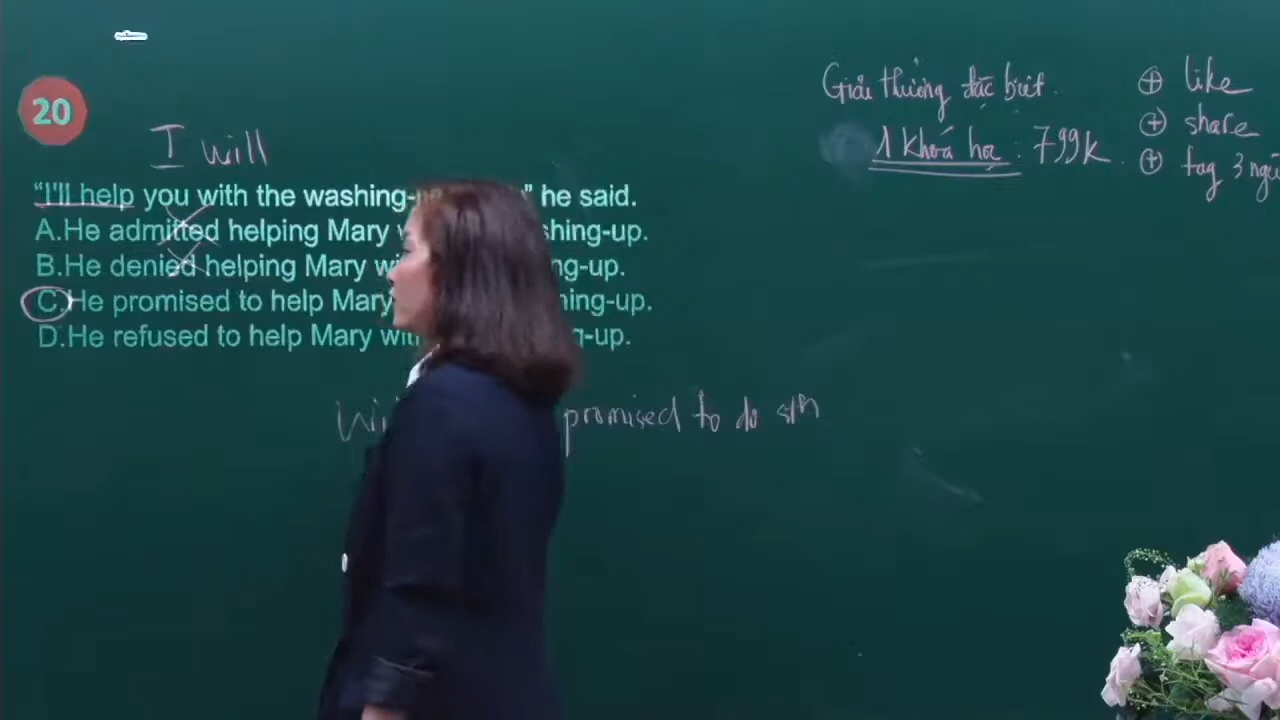 20
I will
"I'll help you with the washing- " he said.
A.He admitted helping Mary shing-up.
B.He denied helping Mary wi ng-up.
C.He promised to help Mary hing-up.
D.He refused to help Mary with g-up.
Wi promised to do sth
Giải thưởng đặc biệt.
1 khoá học : 799k.
+ like
+ share
+ tag 3 ngư